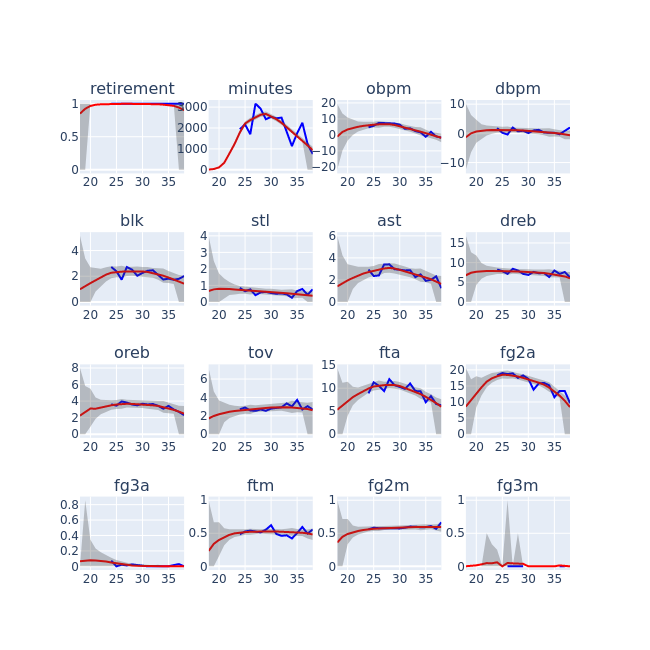 retirement minutes obpm dbpm
1 0.5 0 3000 2000 1000 0 20 10 0 −10 −20 10 0 −10
20 25 30 35 20 25 30 35 20 25 30 35 20 25 30 35
blk stl ast dreb
4 2 0 4 3 2 1 0 6 4 2 0 15 10 5 0
20 25 30 35 20 25 30 35 20 25 30 35 20 25 30 35
oreb tov fta fg2a
8 6 4 2 0 6 4 2 0 15 10 5 0 20 15 10 5 0
20 25 30 35 20 25 30 35 20 25 30 35 20 25 30 35
fg3a ftm fg2m fg3m
0.8 0.6 0.4 0.2 0 1 0.5 0 1 0.5 0 1 0.5 0
20 25 30 35 20 25 30 35 20 25 30 35 20 25 30 35